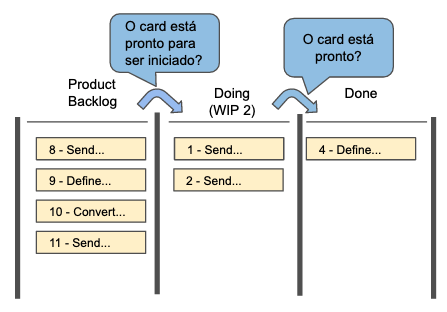 O card está
pronto para
ser iniciado?
O card está
pronto?
Product
Backlog
Doing
(WIP 2)
Done
8 - Send...
9 - Define...
10 - Convert...
11 - Send...
1 - Send...
2 - Send...
4 - Define...